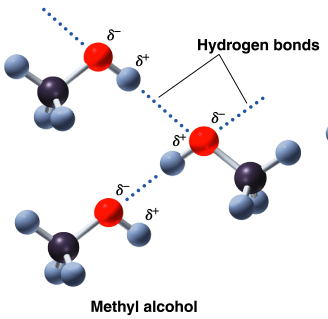 δ−
δ+
Hydrogen bonds
δ+
δ−
δ−
δ+
Methyl alcohol